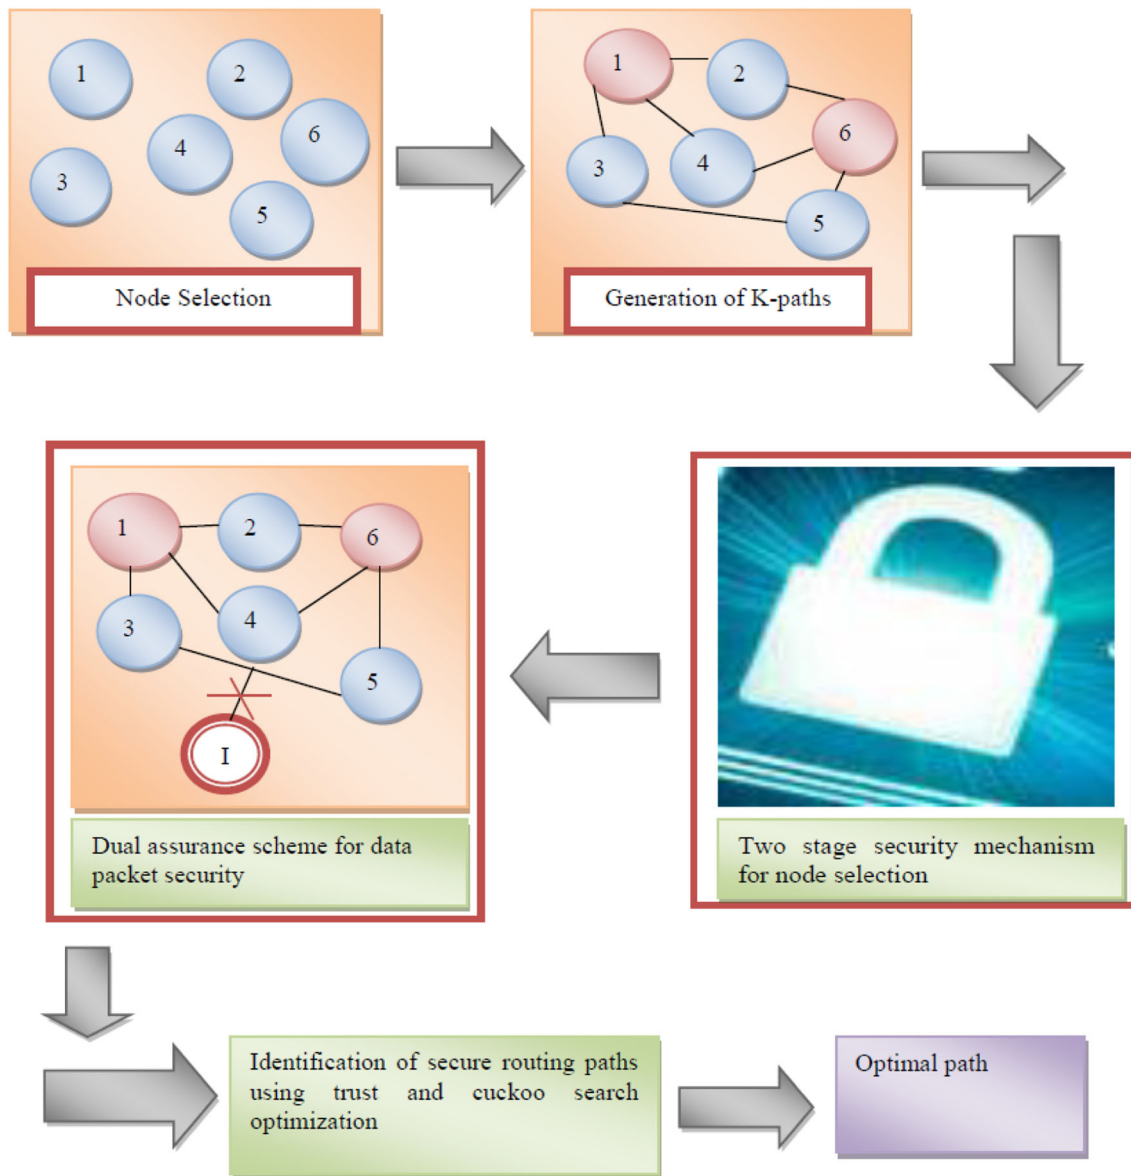 1
2
6
4
3
5
Node Selection
1
2
6
3
4
5
Generation of K-paths
1
2
6
3
4
5
I
Dual assurance scheme for data
packet security
Two stage security mechanism
for node selection
Identification of secure routing paths
using trust and cuckoo search
optimization
Optimal path